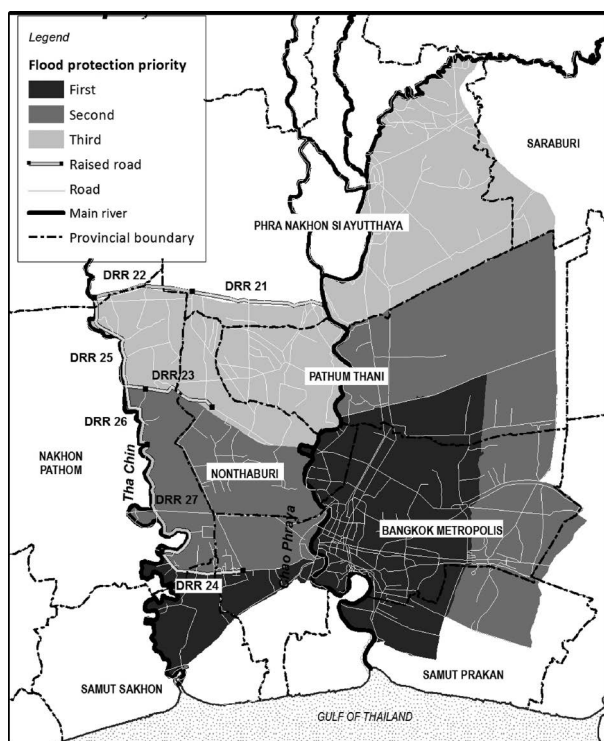 Legend
Flood protection priority
First
Second
Third
Raised road
Road
Main river
Provincial boundary
SARABURI
PHRA NAKHON SI AYUTTHAYA
DRR 22
DRR 21
DRR 25
DRR 23
PATHUM THANI
DRR 26
NAKHON
PATHOM
Tha Chin
NONTHABURI
DRR 27
Chao Phraya
BANGKOK METROPOLIS
DRR 24
SAMUT SAKHON
SAMUT PRAKAN
GULF OF THAILAND